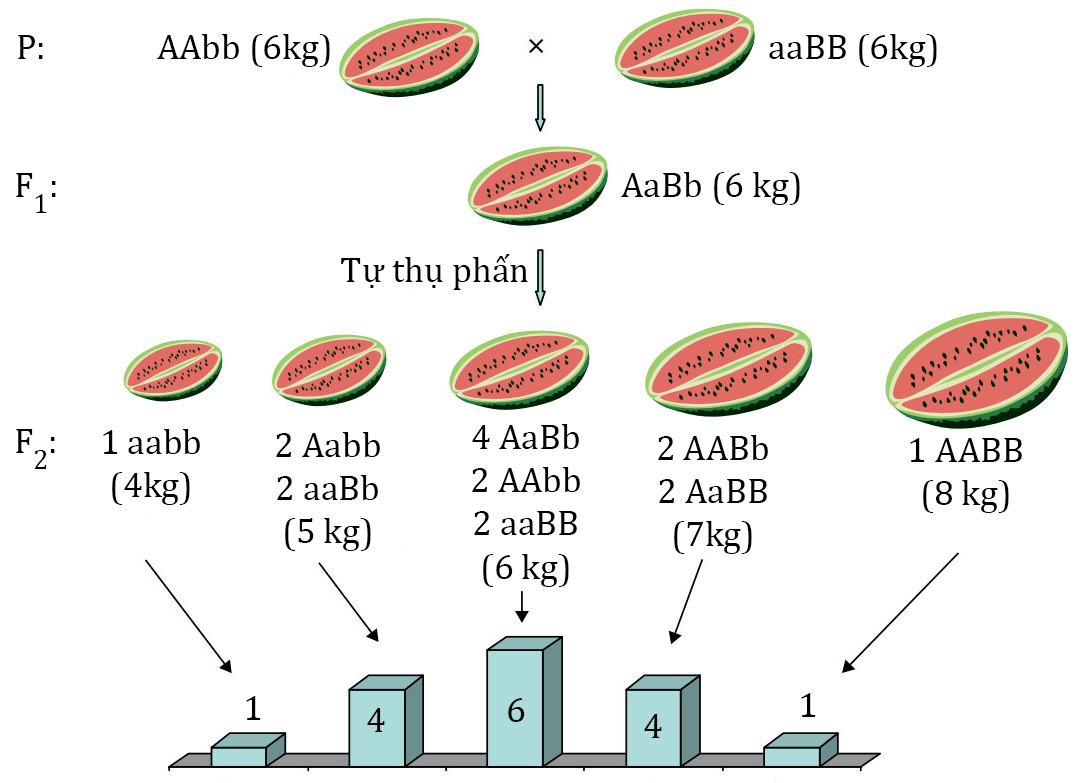 P: AAbb (6kg) × aaBB (6kg)
F1: AaBb (6 kg)
Tự thụ phấn
F2: 1 aabb 2 Aabb 4 AaBb 2 AABb 1 AABB
(4kg) 2 aaBb 2 AAbb 2 AaBB (8 kg)
(5 kg) 2 aaBB (7kg)
(6 kg)
1 4 6 4 1